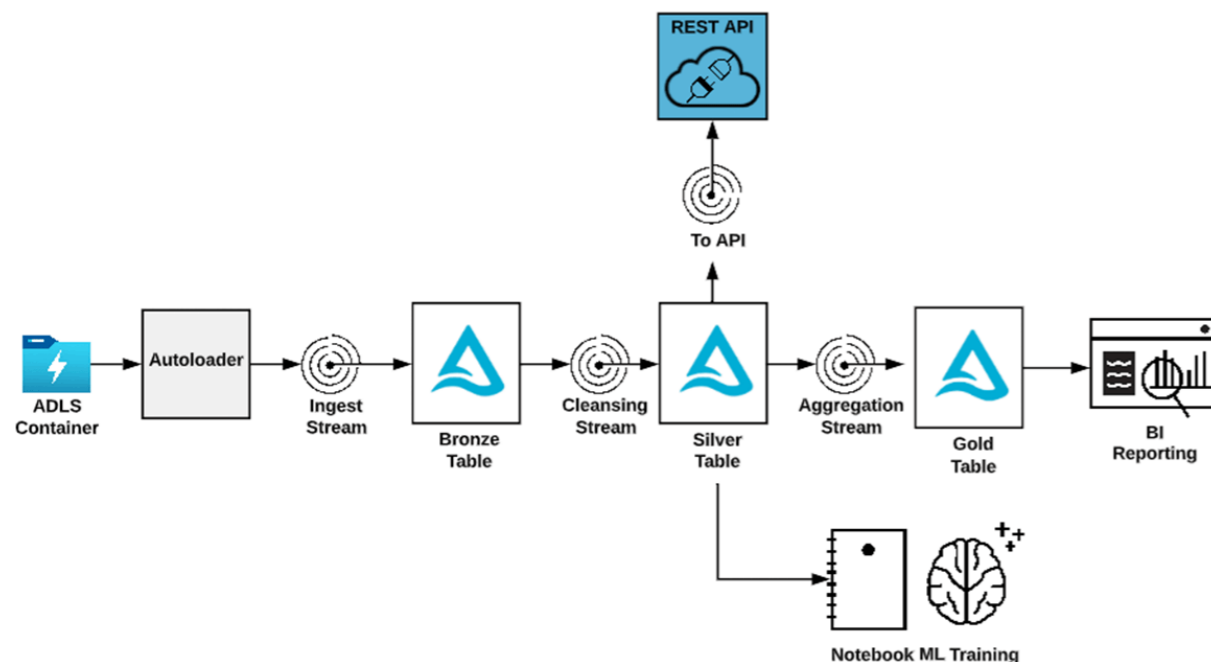 REST API
To API
Autoloader
ADLS
Container
Ingest
Stream
Bronze
Table
Cleansing
Stream
Silver
Table
Aggregation
Stream
Gold
Table
BI
Reporting
Notebook ML Training